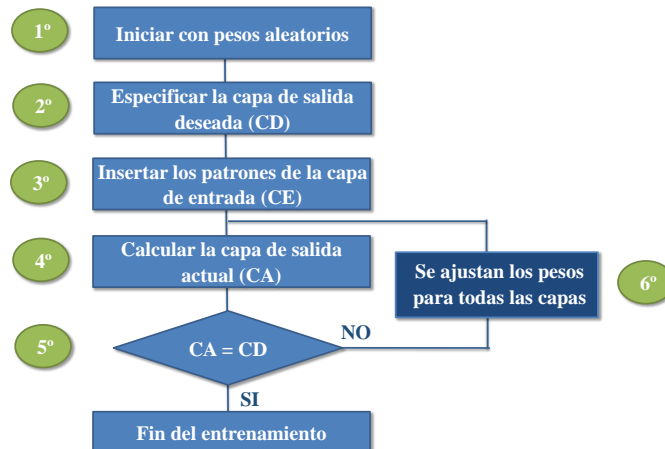 1º
Iniciar con pesos aleatorios
2º
Especificar la capa de salida
deseada (CD)
3º
Insertar los patrones de la capa
de entrada (CE)
4º
Calcular la capa de salida
actual (CA)
Se ajustan los pesos
para todas las capas
6º
5º
CA = CD
NO
SI
Fin del entrenamiento